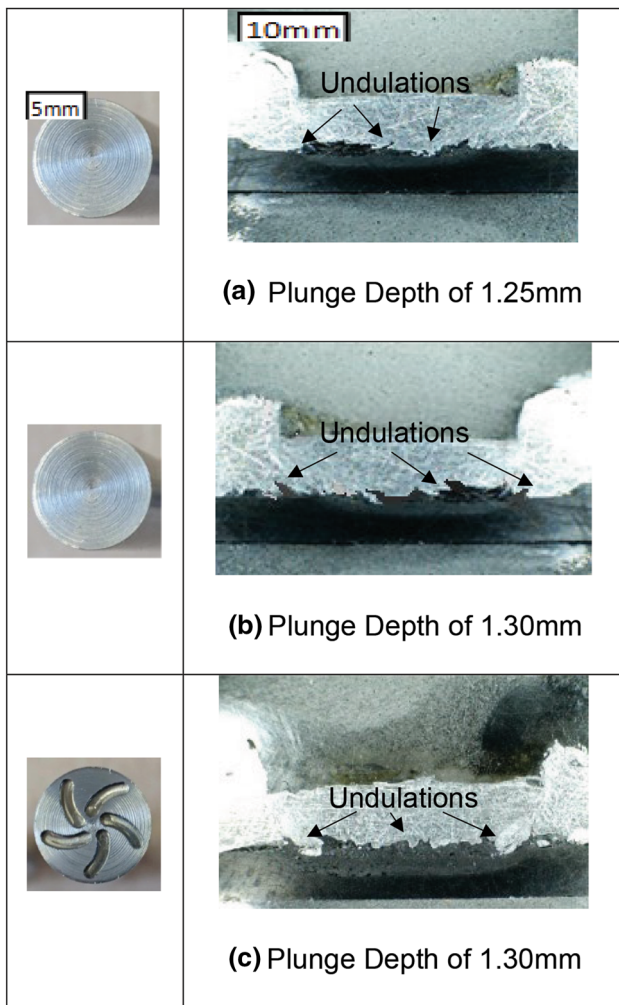 5mm
10mm
Undulations
(a) Plunge Depth of 1.25mm
Undulations
(b) Plunge Depth of 1.30mm
Undulations
(c) Plunge Depth of 1.30mm